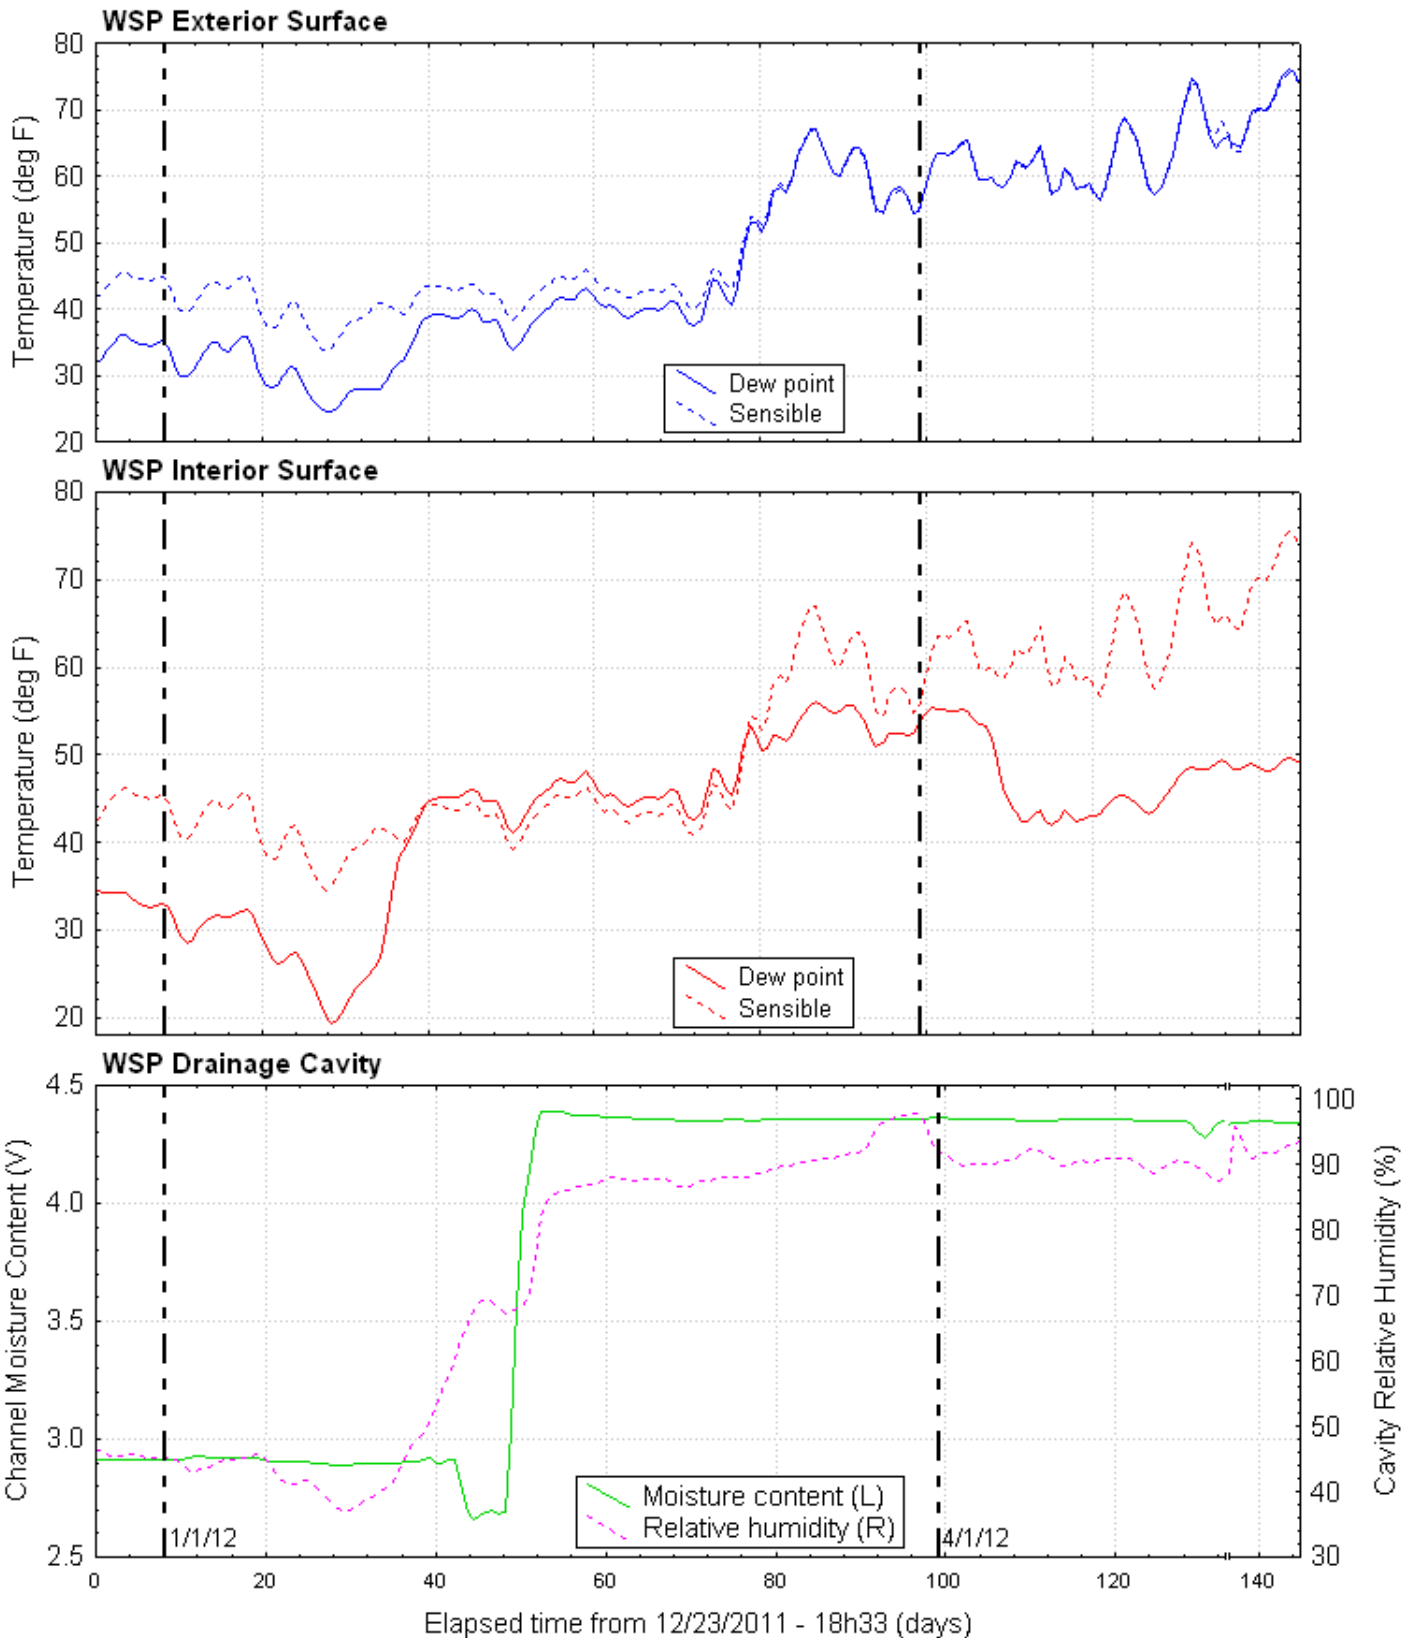 WSP Exterior Surface
80
70
60
50
40
30
20
Temperature (deg F)
Dew point
Sensible
WSP Interior Surface
80
70
60
50
40
30
20
Temperature (deg F)
Dew point
Sensible
WSP Drainage Cavity
4.5
4.0
3.5
3.0
2.5
Channel Moisture Content (V)
100
90
80
70
60
50
40
30
Cavity Relative Humidity (%)
Moisture content (L)
Relative humidity (R)
1/1/12
4/1/12
0 20 40 60 80 100 120 140
Elapsed time from 12/23/2011 - 18h33 (days)